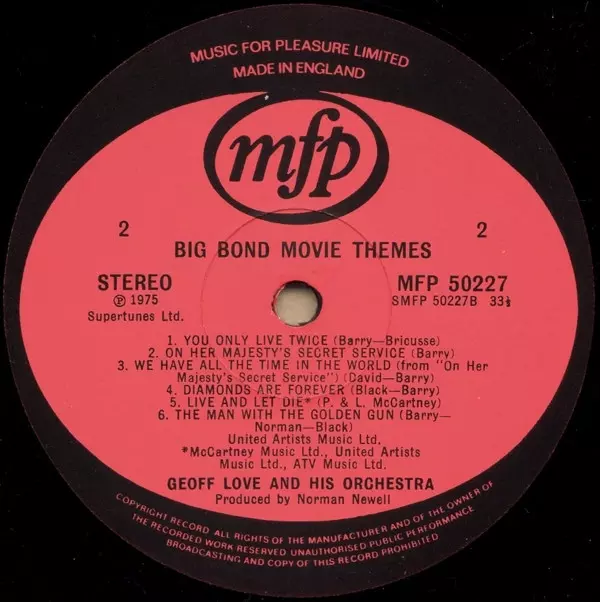 MUSIC FOR PLEASURE LIMITED
MADE IN ENGLAND
mfp
2
2
BIG BOND MOVIE THEMES
STEREO
MFP 50227
Ⓟ 1975
SMFP 50227B 33⅓
Supertunes Ltd.
1. YOU ONLY LIVE TWICE (Barry—Bricusse)
2. ON HER MAJESTY'S SECRET SERVICE (Barry)
3. WE HAVE ALL THE TIME IN THE WORLD (from "On Her
Majesty's Secret Service") (David—Barry)
4. DIAMONDS ARE FOREVER (Black—Barry)
5. LIVE AND LET DIE* (P. & L. McCartney)
6. THE MAN WITH THE GOLDEN GUN (Barry—
Norman—Black)
United Artists Music Ltd.
*McCartney Music Ltd., United Artists
Music Ltd., ATV Music Ltd.
GEOFF LOVE AND HIS ORCHESTRA
Produced by Norman Newell
COPYRIGHT RECORD ALL RIGHTS OF THE MANUFACTURER AND OF THE OWNER OF
THE RECORDED WORK RESERVED UNAUTHORISED PUBLIC PERFORMANCE
BROADCASTING AND COPY OF THIS RECORD PROHIBITED